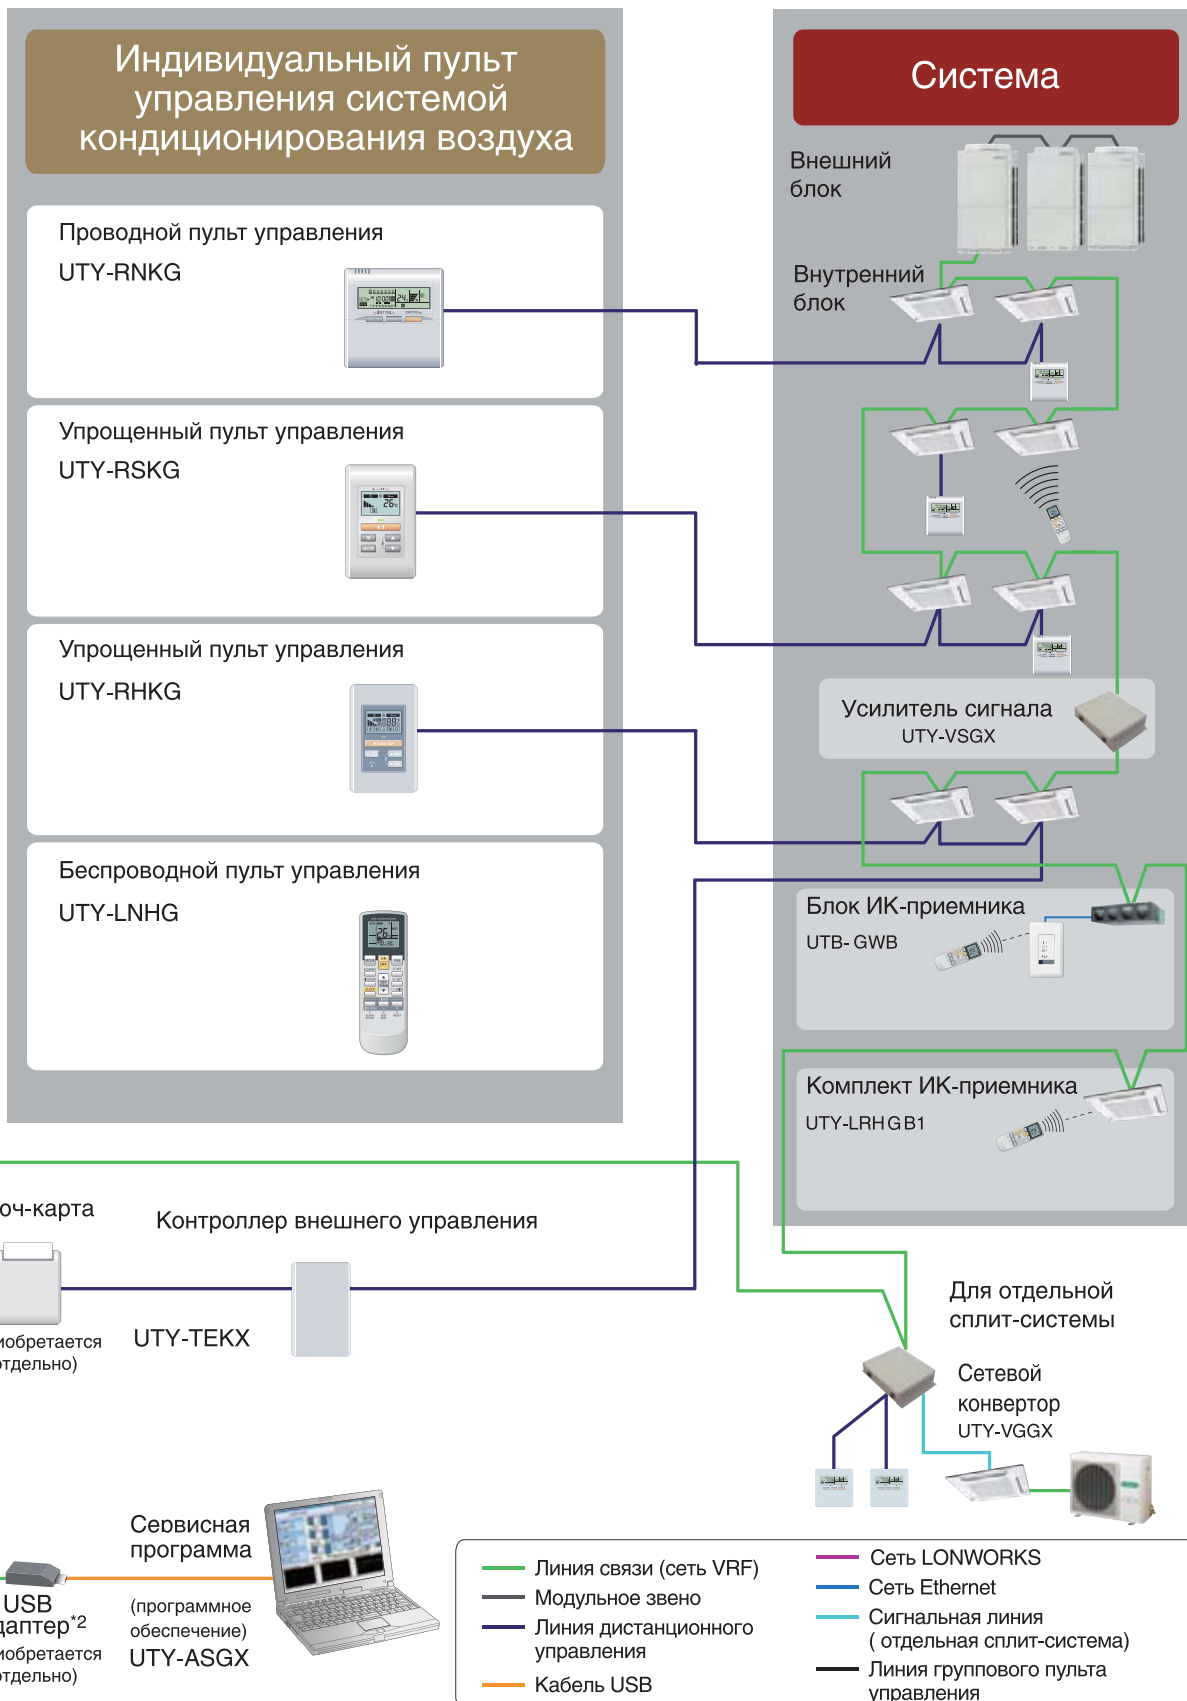 Индивидуальный пульт
управления системой
кондиционирования воздуха
Проводной пульт управления
UTY-RNKG
Упрощенный пульт управления
UTY-RSKG
Упрощенный пульт управления
UTY-RHKG
Беспроводной пульт управления
UTY-LNHG
Система
Внешний
блок
Внутренний
блок
Усилитель сигнала
UTY-VSGX
Блок ИК-приемника
UTB- GWB
Комплект ИК-приемника
UTY-LRHGB1
оч-карта
Контроллер внешнего управления
иобретается
отдельно)
UTY-TEKX
Для отдельной
сплит-системы
Сетевой
конвертор
UTY-VGGX
Сервисная
программа
USB
даптер*2
иобретается
отдельно)
(программное
обеспечение)
UTY-ASGX
Линия связи (сеть VRF)
Модульное звено
Линия дистанционного
управления
Кабель USB
Сеть LONWORKS
Сеть Ethernet
Сигнальная линия
( отдельная сплит-система)
Линия группового пульта
управления